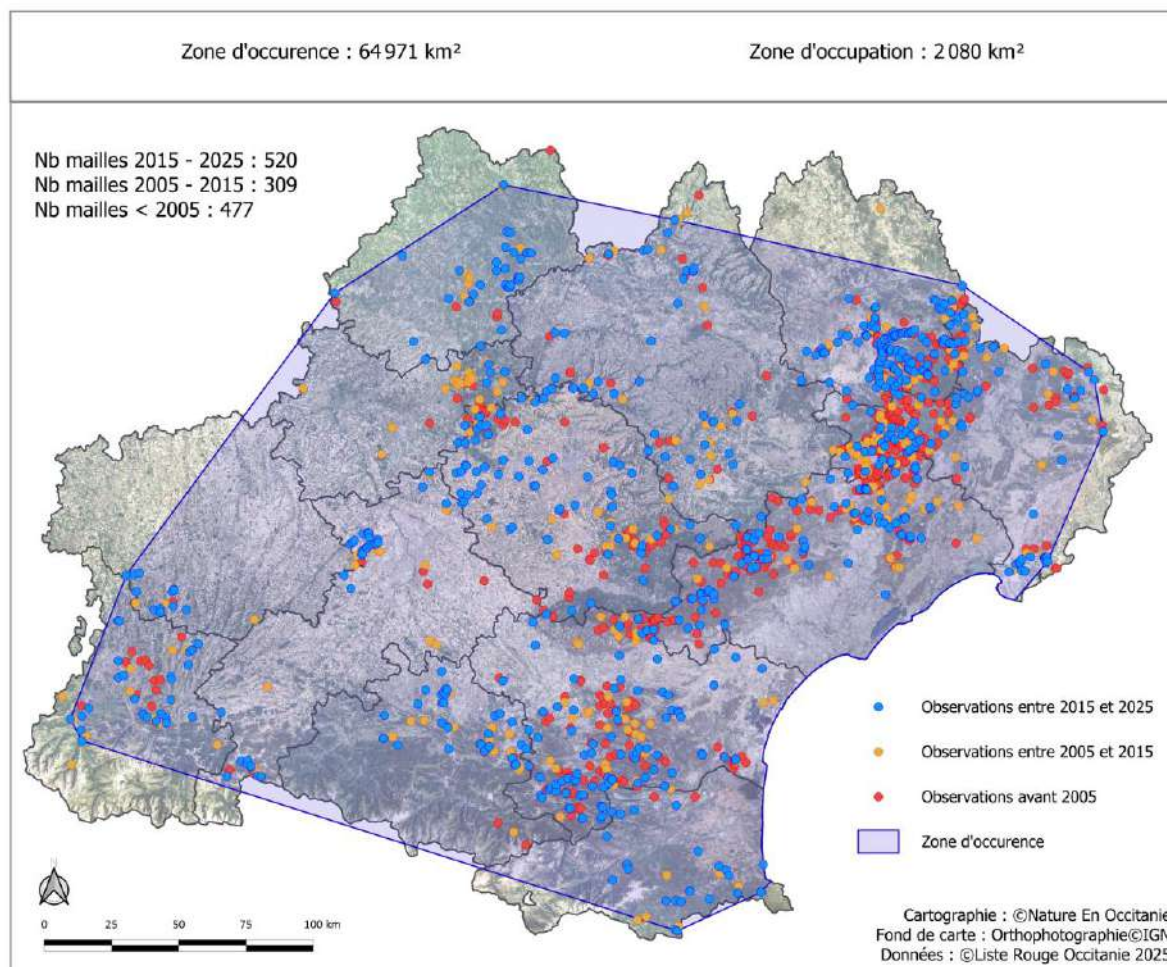 Zone d'occurence : 64 971 km²
Zone d'occupation : 2 080 km²
Nb mailles 2015 - 2025 : 520
Nb mailles 2005 - 2015 : 309
Nb mailles < 2005 : 477
Observations entre 2015 et 2025
Observations entre 2005 et 2015
Observations avant 2005
Zone d'occurence
N
0 25 50 75 100 km
Cartographie : ©Nature En Occitanie
Fond de carte : Orthophotographie©IGN
Données : ©Liste Rouge Occitanie 2025